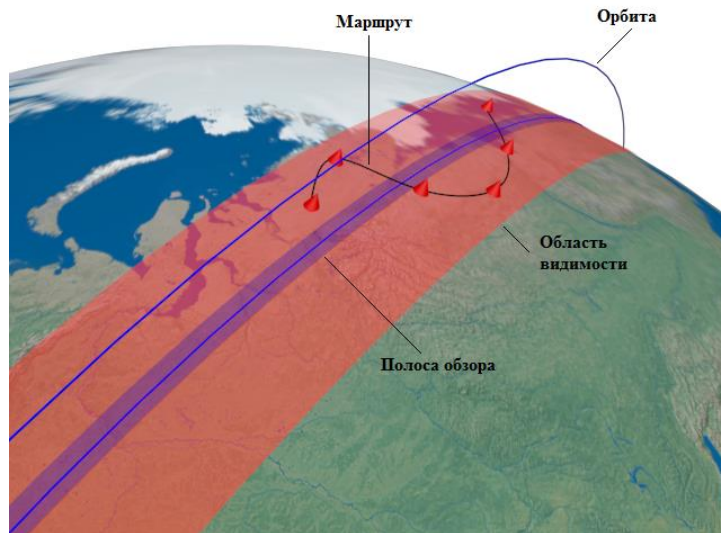 Маршрут
Орбита
Область
видимости
Полоса обзора